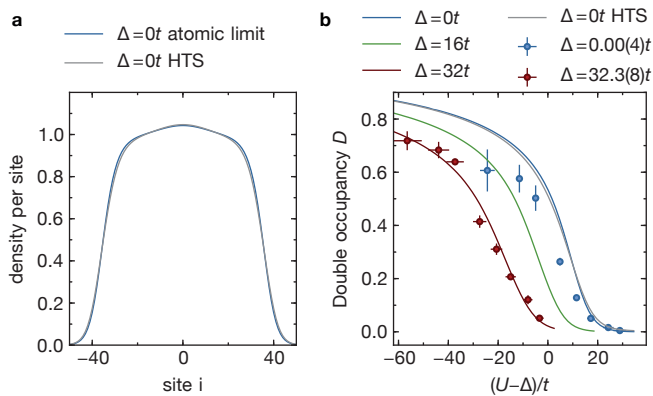 a
Δ=0t atomic limit
Δ=0t HTS
density per site
1.0
0.8
0.6
0.4
0.2
0.0
−40 0 40
site i
b
Δ=0t
Δ=16t
Δ=32t
Δ=0t HTS
Δ=0.00(4)t
Δ=32.3(8)t
Double occupancy D
0.8
0.6
0.4
0.2
0.0
−60 −40 −20 0 20
(U−Δ)/t